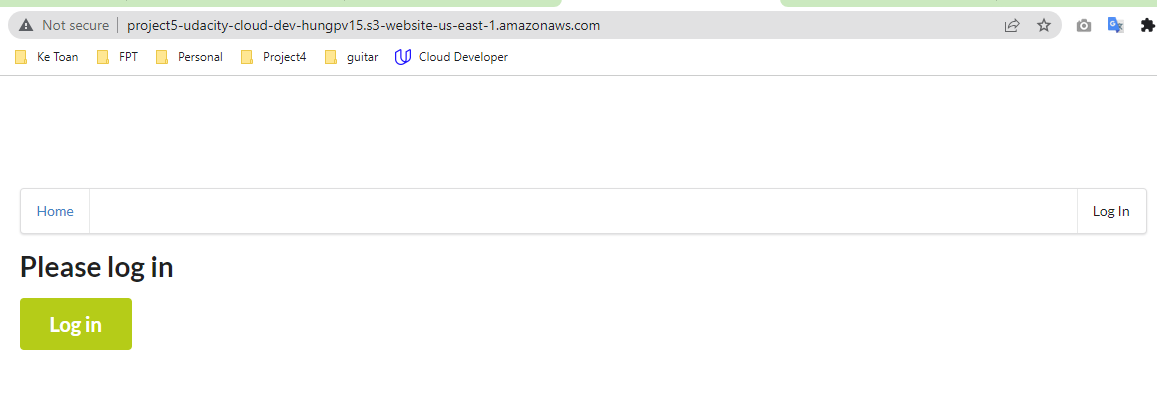 Not secure project5-udacity-cloud-dev-hungpv15.s3-website-us-east-1.amazonaws.com
Ke Toan FPT Personal Project4 guitar Cloud Developer
Home Log In
Please log in
Log in